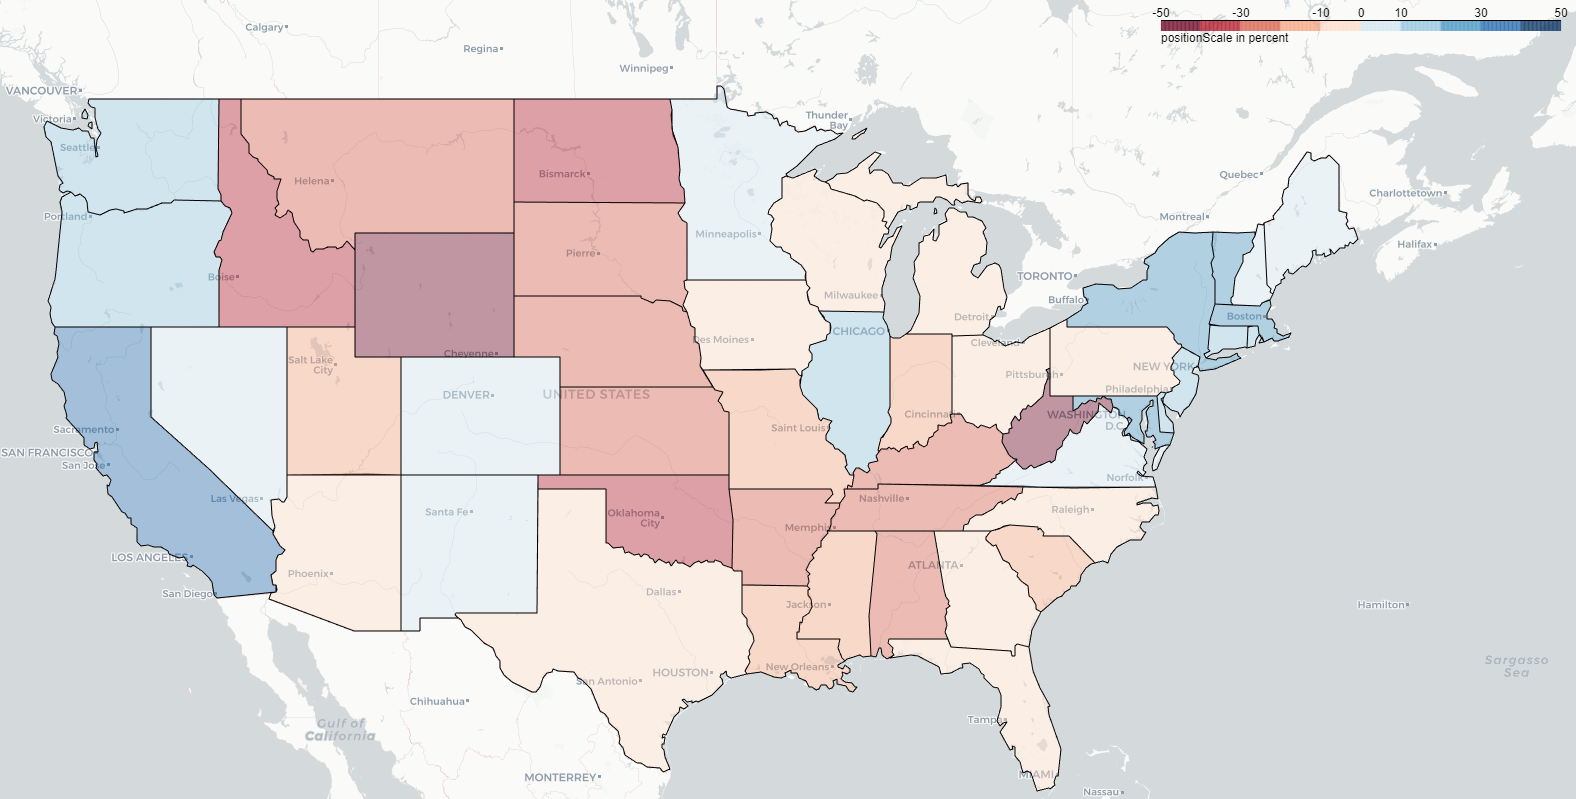 -50 -30 -10 0 10 30 50
positionScale in percent
Calgary
Regina
Winnipeg
VANCOUVER
Victoria
Seattle
Thunder
Bay
Quebec
Charlottetown
Helena
Bismarck
Portland
Montreal
Minneapolis
Halifax
Pierre
Boise
TORONTO
Milwaukee
Buffalo
Detroit
Boston
CHICAGO
Des Moines
Cleveland
Cheyenne
Salt Lake
City
Pittsburgh
NEW YORK
Philadelphia
DENVER
UNITED STATES
Cincinnati
WASHINGTON
D.C.
Sacramento
Saint Louis
SAN FRANCISCO
San Jose
Norfolk
Las Vegas
Nashville
Santa Fe
Raleigh
Oklahoma
City
Memphis
LOS ANGELES
ATLANTA
Phoenix
San Diego
Dallas
Jackson
Hamilton
New Orleans
HOUSTON
San Antonio
Sargasso
Sea
Chihuahua
Gulf of
California
Tampa
MONTERREY
MIAMI
Nassau